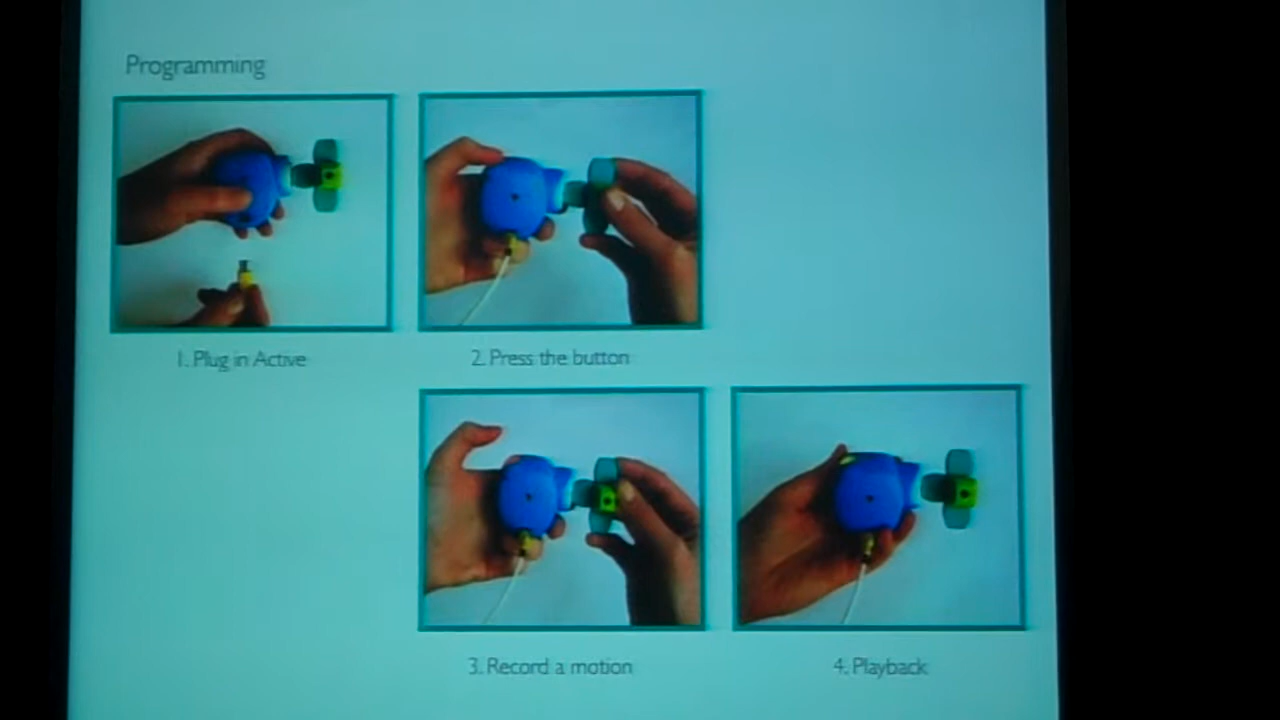 Programming
1. Plug in Active
2. Press the button
3. Record a motion
4. Playback